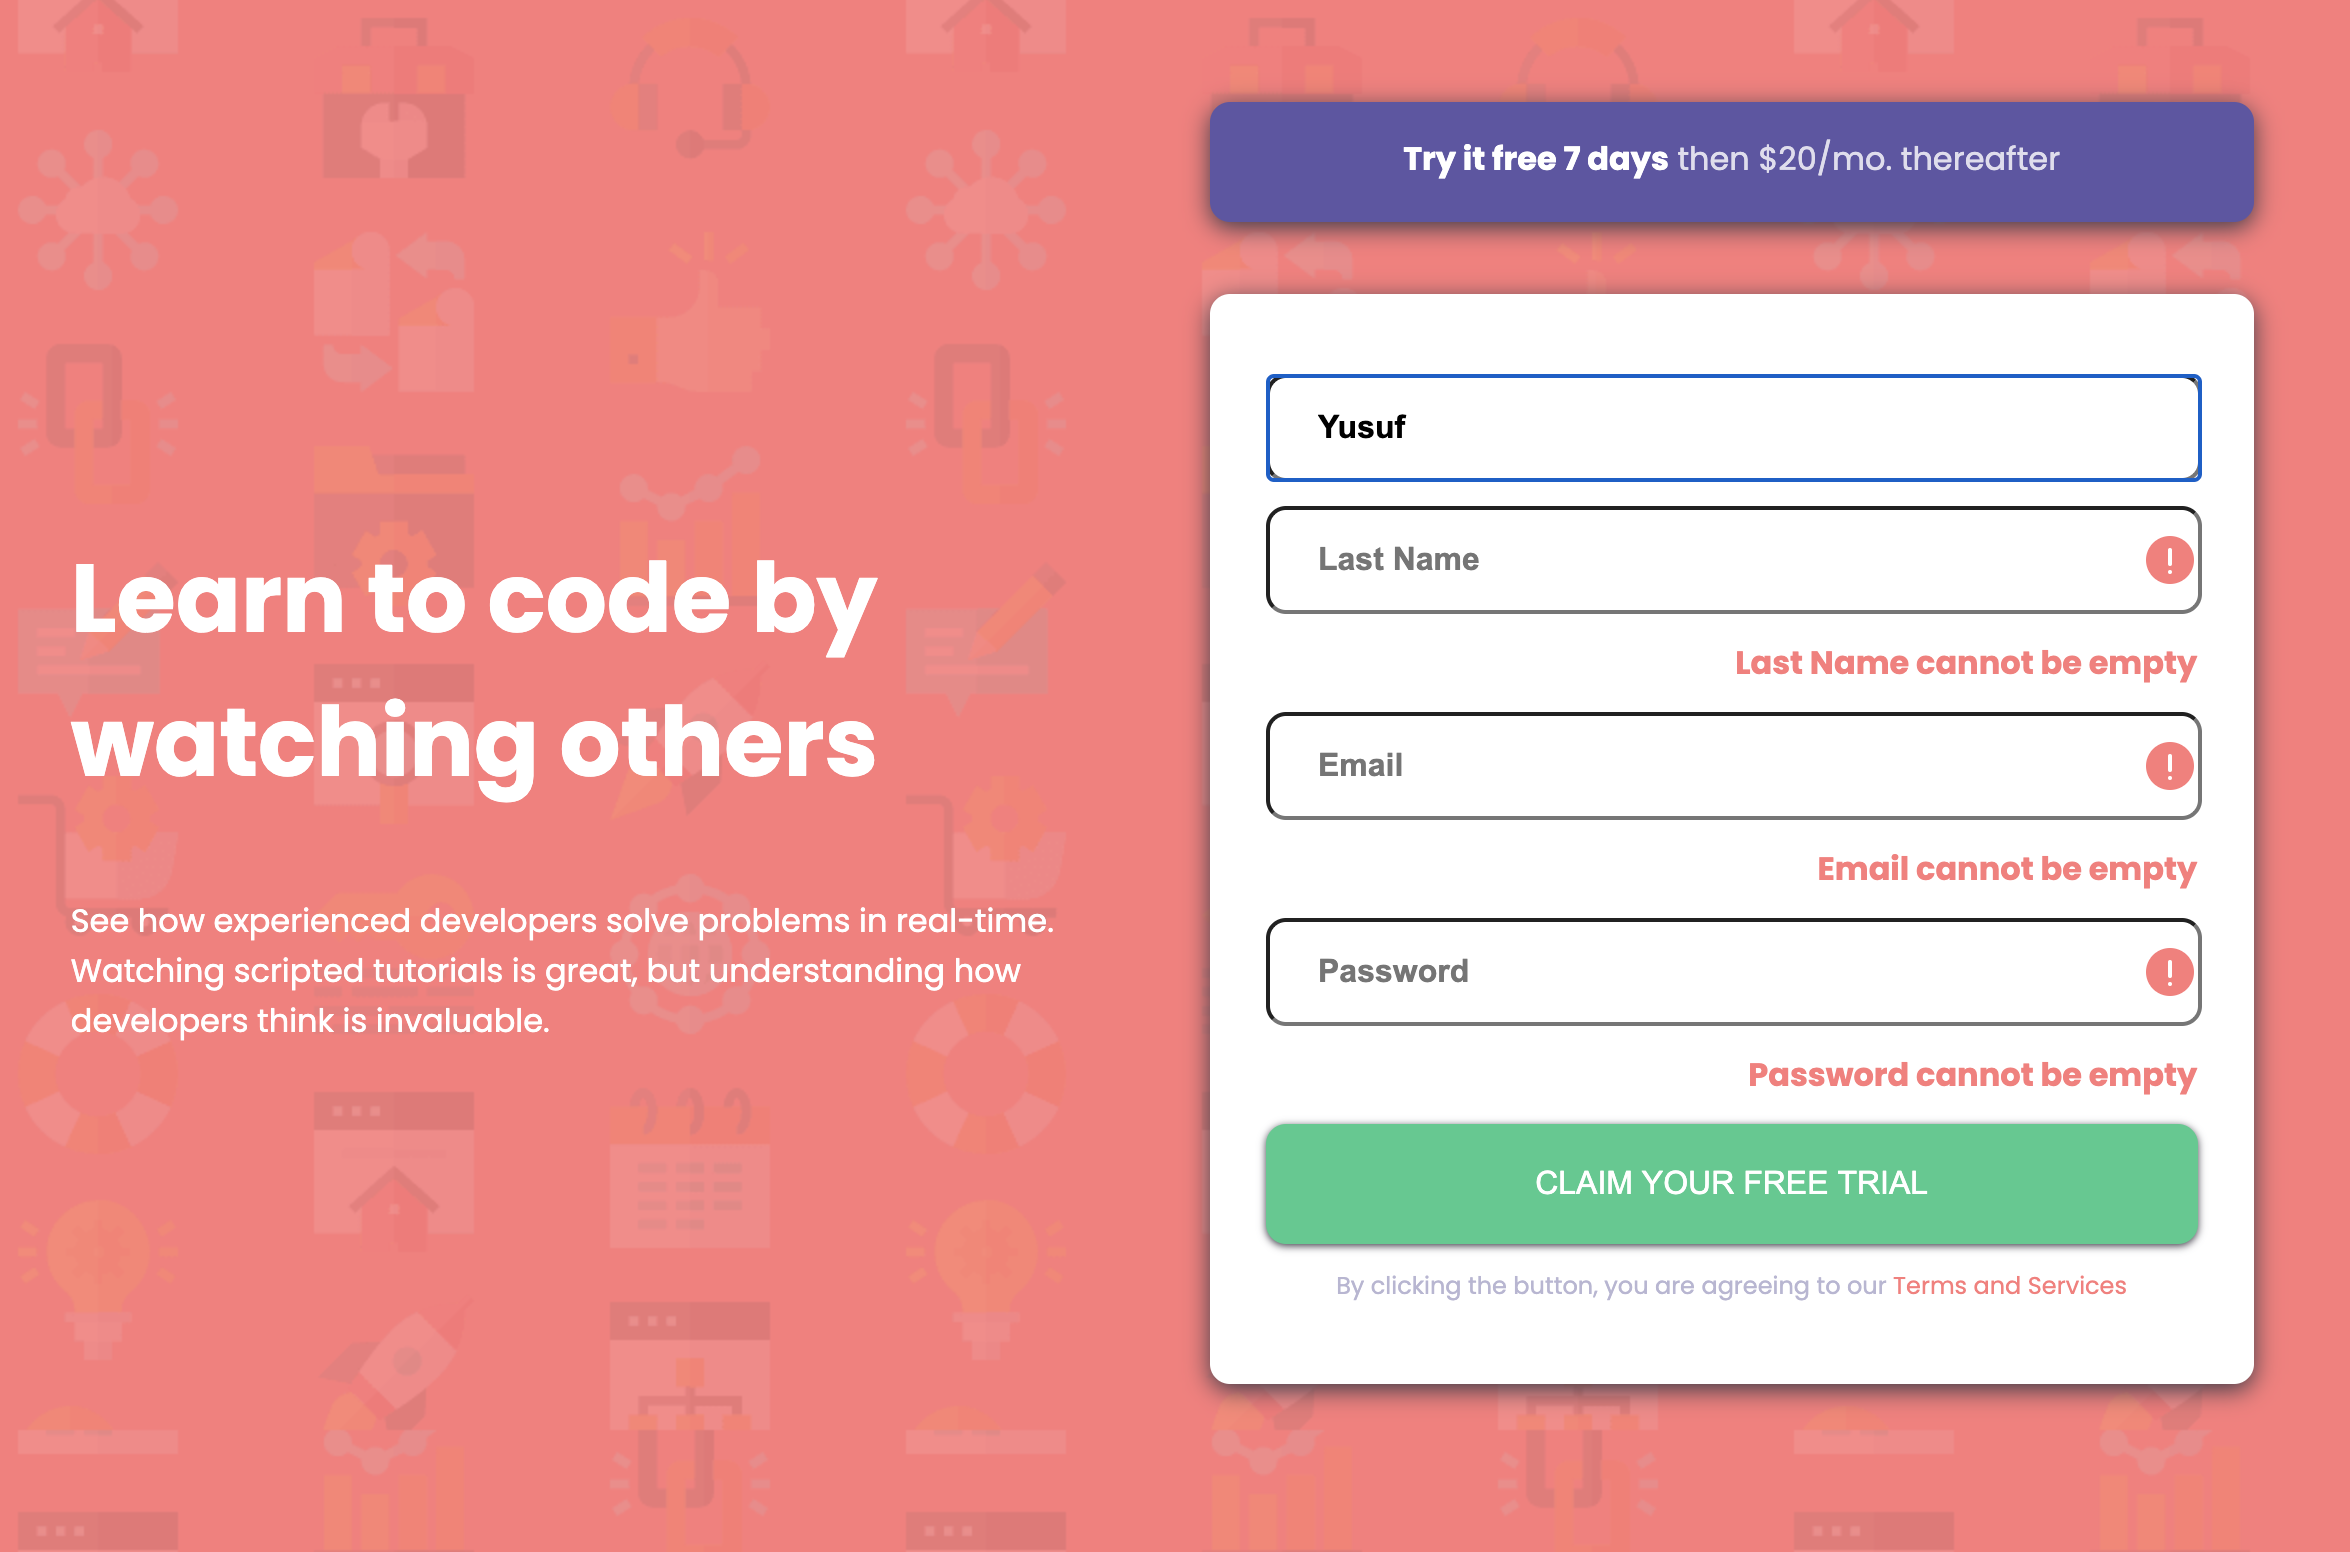 Learn to code by
watching others
See how experienced developers solve problems in real-time.
Watching scripted tutorials is great, but understanding how
developers think is invaluable.
Try it free 7 days then $20/mo. thereafter
Yusuf
Last Name
Last Name cannot be empty
Email
Email cannot be empty
Password
Password cannot be empty
CLAIM YOUR FREE TRIAL
By clicking the button, you are agreeing to our Terms and Services